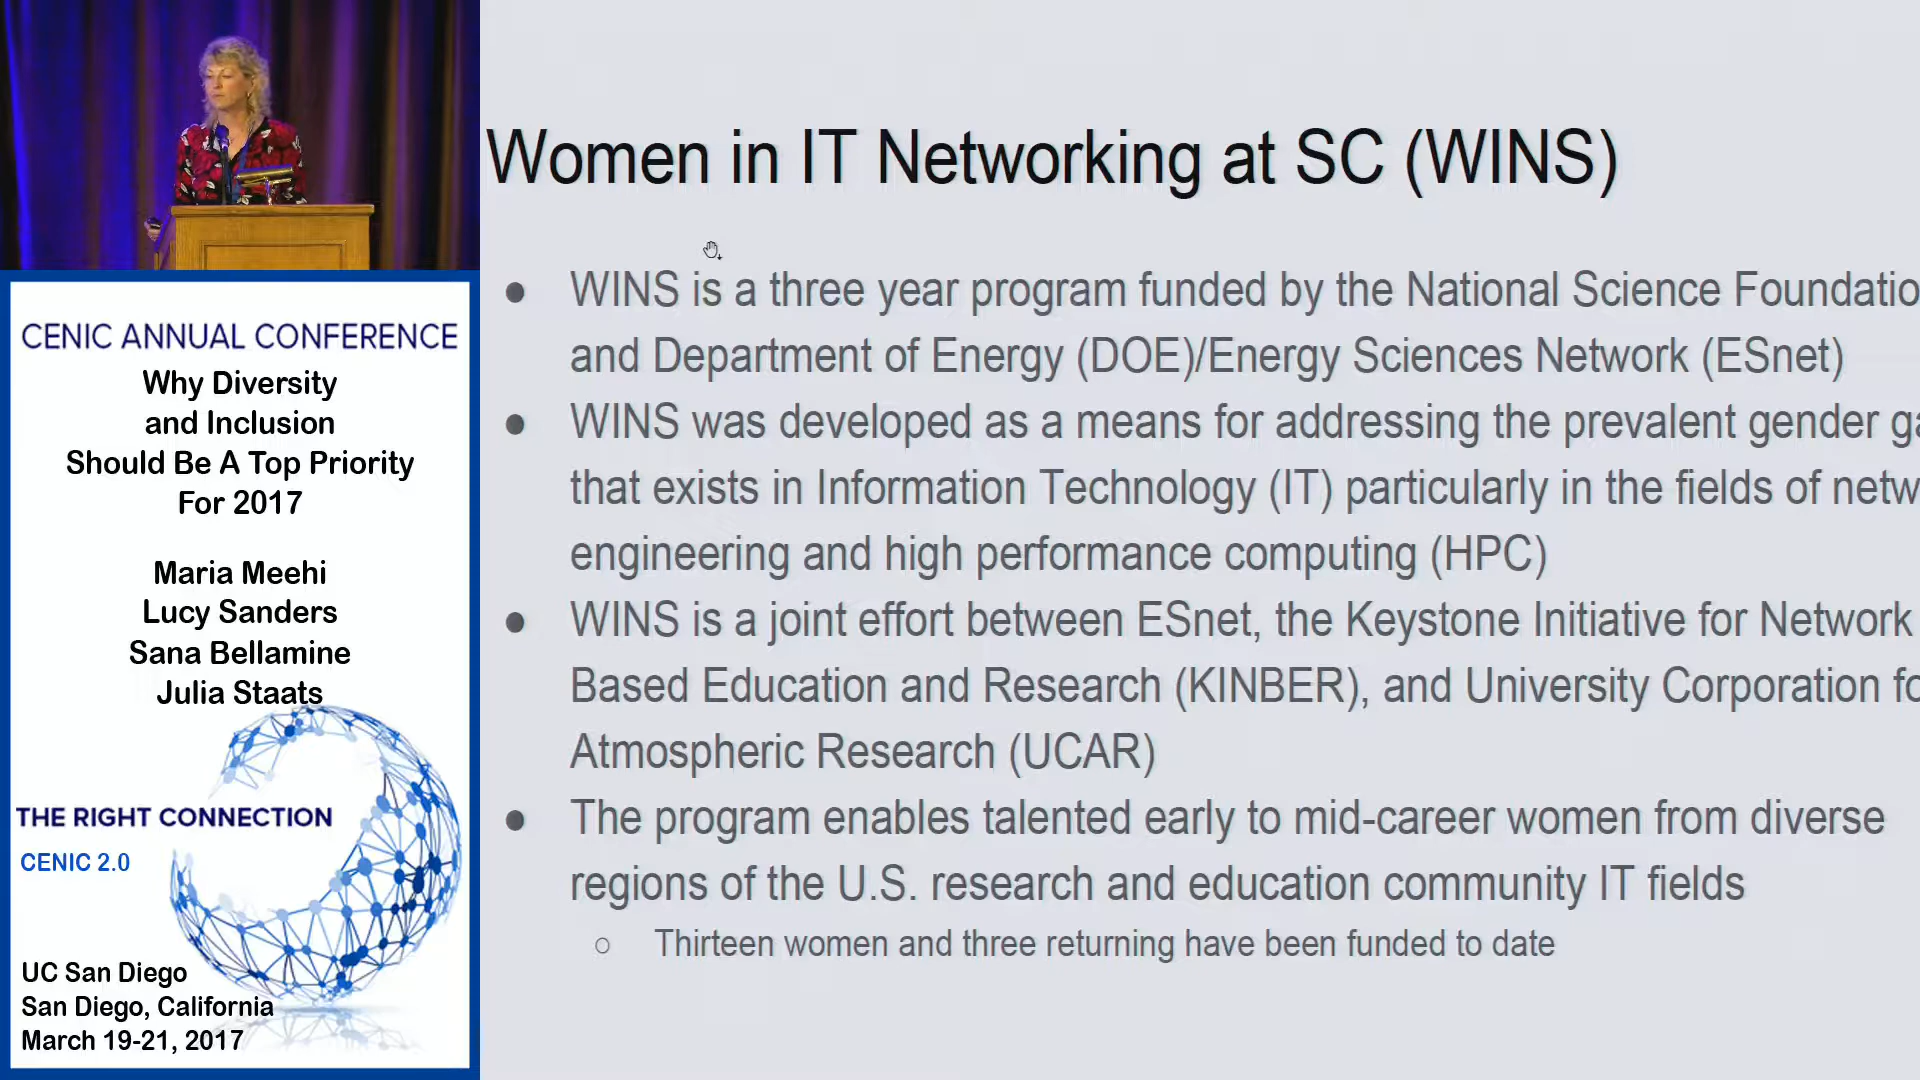 CENIC ANNUAL CONFERENCE
Why Diversity
and Inclusion
Should Be A Top Priority
For 2017
Maria Meehi
Lucy Sanders
Sana Bellamine
Julia Staats
THE RIGHT CONNECTION
CENIC 2.0
UC San Diego
San Diego, California
March 19-21, 2017
Women in IT Networking at SC (WINS)
● WINS is a three year program funded by the National Science Foundatio
and Department of Energy (DOE)/Energy Sciences Network (ESnet)
● WINS was developed as a means for addressing the prevalent gender ga
that exists in Information Technology (IT) particularly in the fields of netw
engineering and high performance computing (HPC)
● WINS is a joint effort between ESnet, the Keystone Initiative for Network
Based Education and Research (KINBER), and University Corporation fo
Atmospheric Research (UCAR)
● The program enables talented early to mid-career women from diverse
regions of the U.S. research and education community IT fields
○ Thirteen women and three returning have been funded to date